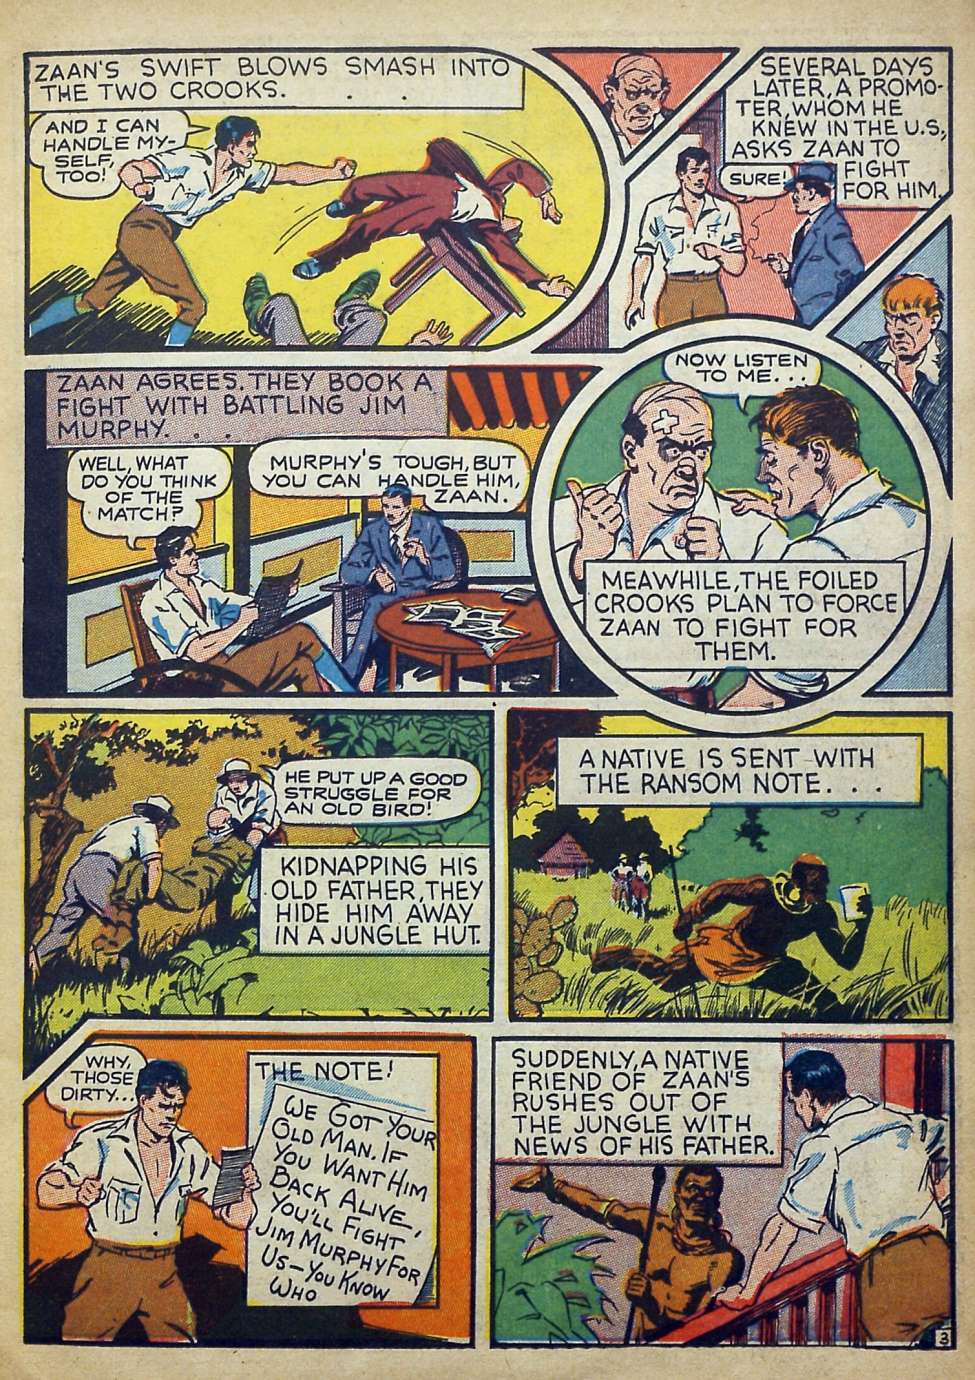 ZAAN'S SWIFT BLOWS SMASH INTO
THE TWO CROOKS. . .
AND I CAN
HANDLE MY-
SELF,
TOO!
SEVERAL DAYS
LATER, A PROMO-
TER, WHOM HE
KNEW IN THE U.S.,
ASKS ZAAN TO
FIGHT
FOR HIM.
SURE!
ZAAN AGREES. THEY BOOK A
FIGHT WITH BATTLING JIM
MURPHY. . .
WELL, WHAT
DO YOU THINK
OF THE
MATCH?
MURPHY'S TOUGH, BUT
YOU CAN HANDLE HIM,
ZAAN.
NOW LISTEN
TO ME...
MEAWHILE, THE FOILED
CROOKS PLAN TO FORCE
ZAAN TO FIGHT FOR
THEM.
HE PUT UP A GOOD
STRUGGLE FOR
AN OLD BIRD!
KIDNAPPING HIS
OLD FATHER, THEY
HIDE HIM AWAY
IN A JUNGLE HUT.
A NATIVE IS SENT WITH
THE RANSOM NOTE. . .
WHY,
THOSE
DIRTY...
THE NOTE!
WE GOT YOUR
OLD MAN. IF
YOU WANT HIM
BACK ALIVE,
YOU'LL FIGHT
JIM MURPHY FOR
US - YOU KNOW
WHO
SUDDENLY, A NATIVE
FRIEND OF ZAAN'S
RUSHES OUT OF
THE JUNGLE WITH
NEWS OF HIS FATHER.
3